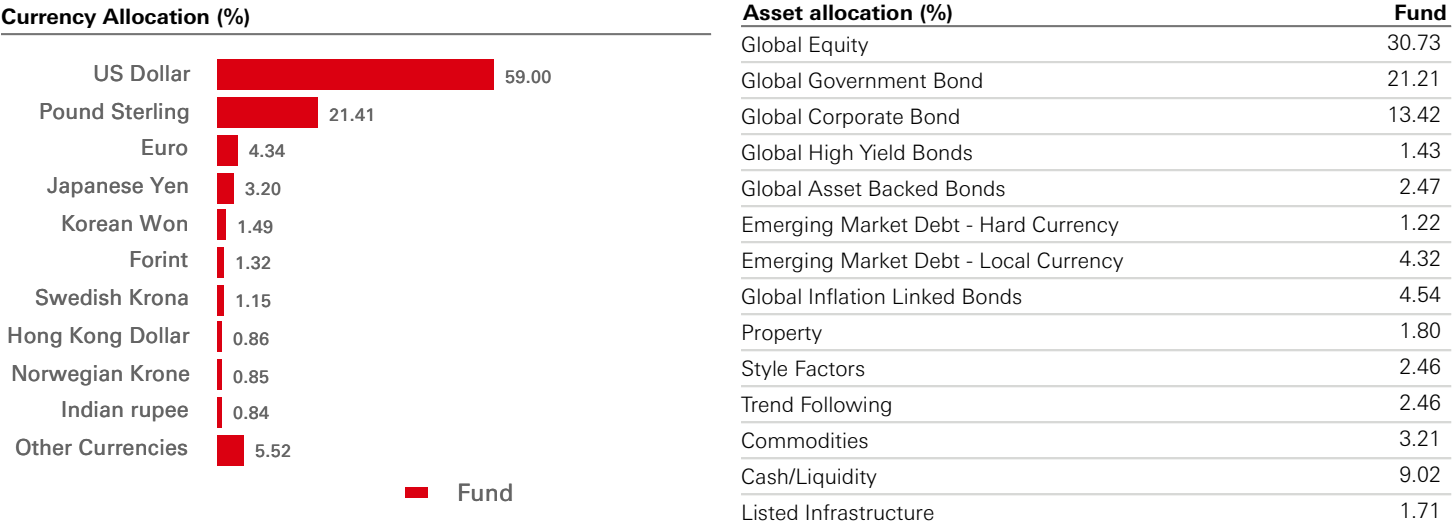 Currency Allocation (%)
US Dollar 59.00
Pound Sterling 21.41
Euro 4.34
Japanese Yen 3.20
Korean Won 1.49
Forint 1.32
Swedish Krona 1.15
Hong Kong Dollar 0.86
Norwegian Krone 0.85
Indian rupee 0.84
Other Currencies 5.52
Fund
Asset allocation (%) Fund
Global Equity 30.73
Global Government Bond 21.21
Global Corporate Bond 13.42
Global High Yield Bonds 1.43
Global Asset Backed Bonds 2.47
Emerging Market Debt - Hard Currency 1.22
Emerging Market Debt - Local Currency 4.32
Global Inflation Linked Bonds 4.54
Property 1.80
Style Factors 2.46
Trend Following 2.46
Commodities 3.21
Cash/Liquidity 9.02
Listed Infrastructure 1.71